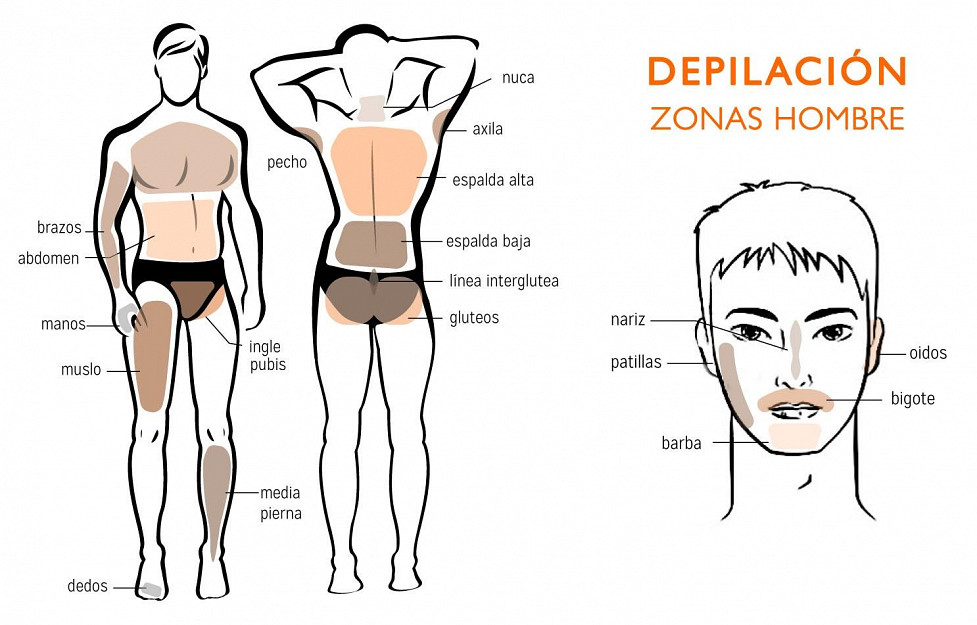 DEPILACIÓN
ZONAS HOMBRE
nuca
axila
pecho
espalda alta
brazos
abdomen
espalda baja
línea interglutea
manos
gluteos
ingle
pubis
muslo
media
pierna
dedos
nariz
patillas
oidos
bigote
barba